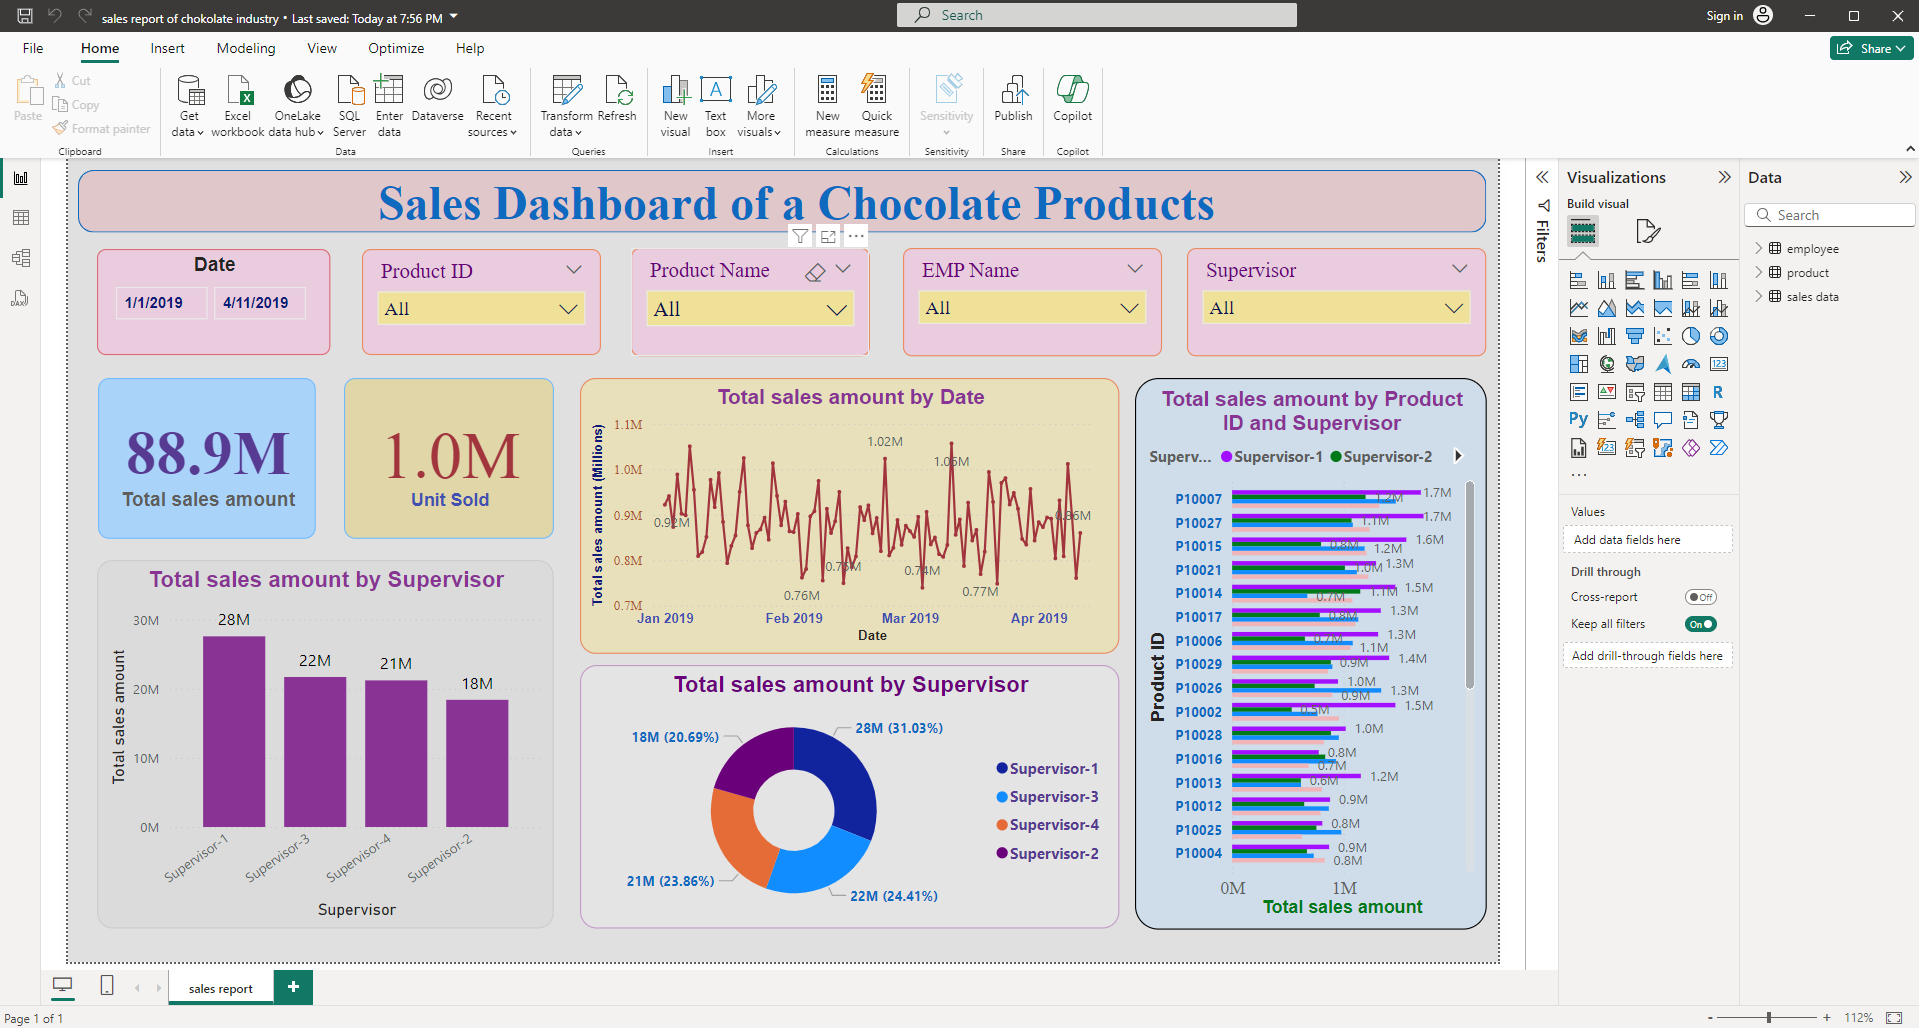 sales report of chokolate industry • Last saved: Today at 7:56 PM
Search
Sign in
File Home Insert Modeling View Optimize Help
Share
Paste
Cut
Copy
Format painter
Clipboard
Get data
Excel workbook
OneLake data hub
SQL Server
Enter data
Dataverse
Recent sources
Data
Transform data
Refresh
Queries
New visual
Text box
More visuals
Insert
New measure
Quick measure
Calculations
Sensitivity
Sensitivity
Publish
Share
Copilot
Copilot
Sales Dashboard of a Chocolate Products
Date
1/1/2019 4/11/2019
Product ID
All
Product Name
All
EMP Name
All
Supervisor
All
88.9M
Total sales amount
1.0M
Unit Sold
Total sales amount by Supervisor
Total sales amount
30M
20M
10M
0M
28M
22M
21M
18M
Supervisor-1
Supervisor-3
Supervisor-4
Supervisor-2
Supervisor
Total sales amount by Date
Total sales amount (Millions)
1.1M
1.0M
0.9M
0.8M
0.7M
0.92M
0.76M
0.75M
1.02M
0.74M
1.05M
0.77M
0.86M
Jan 2019
Feb 2019
Mar 2019
Apr 2019
Date
Total sales amount by Supervisor
28M (31.03%)
22M (24.41%)
21M (23.86%)
18M (20.69%)
Supervisor-1
Supervisor-3
Supervisor-4
Supervisor-2
Total sales amount by Product
ID and Supervisor
Superv... Supervisor-1 Supervisor-2
Product ID
P10007 1.7M 1.2M
P10027 1.7M 1.1M
P10015 1.6M 0.8M 1.2M
P10021 1.3M 1.0M
P10014 1.5M 1.1M 0.7M
P10017 1.3M 0.8M
P10006 1.3M 0.7M 1.1M
P10029 1.4M 0.9M
P10026 1.0M 1.3M 0.9M
P10002 1.5M 0.5M
P10028 1.0M
P10016 0.8M 0.7M
P10013 1.2M 0.6M
P10012 0.9M
P10025 0.8M
P10004 0.9M 0.8M
0M 1M
Total sales amount
Filters
Visualizations
Build visual
123
R
Py
Values
Add data fields here
Drill through
Cross-report Off
Keep all filters On
Add drill-through fields here
Data
Search
employee
product
sales data
sales report
Page 1 of 1
112%